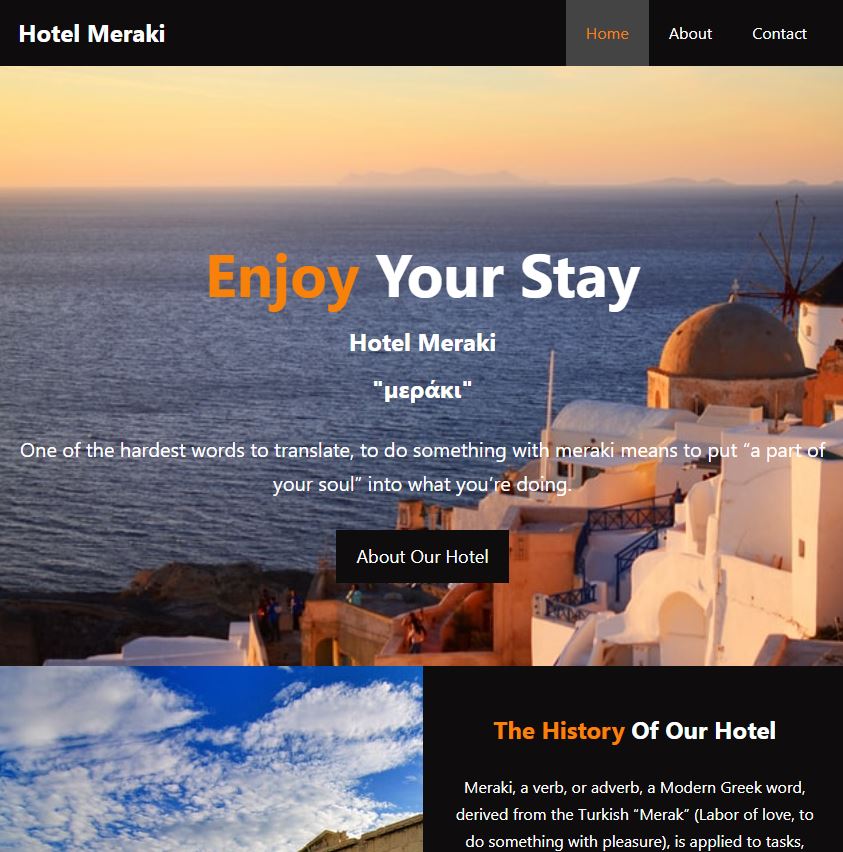 Hotel Meraki
Home About Contact
Enjoy Your Stay
Hotel Meraki
"μεράκι"
One of the hardest words to translate, to do something with meraki means to put “a part of
your soul” into what you’re doing.
About Our Hotel
The History Of Our Hotel
Meraki, a verb, or adverb, a Modern Greek word,
derived from the Turkish “Merak” (Labor of love, to
do something with pleasure), is applied to tasks,